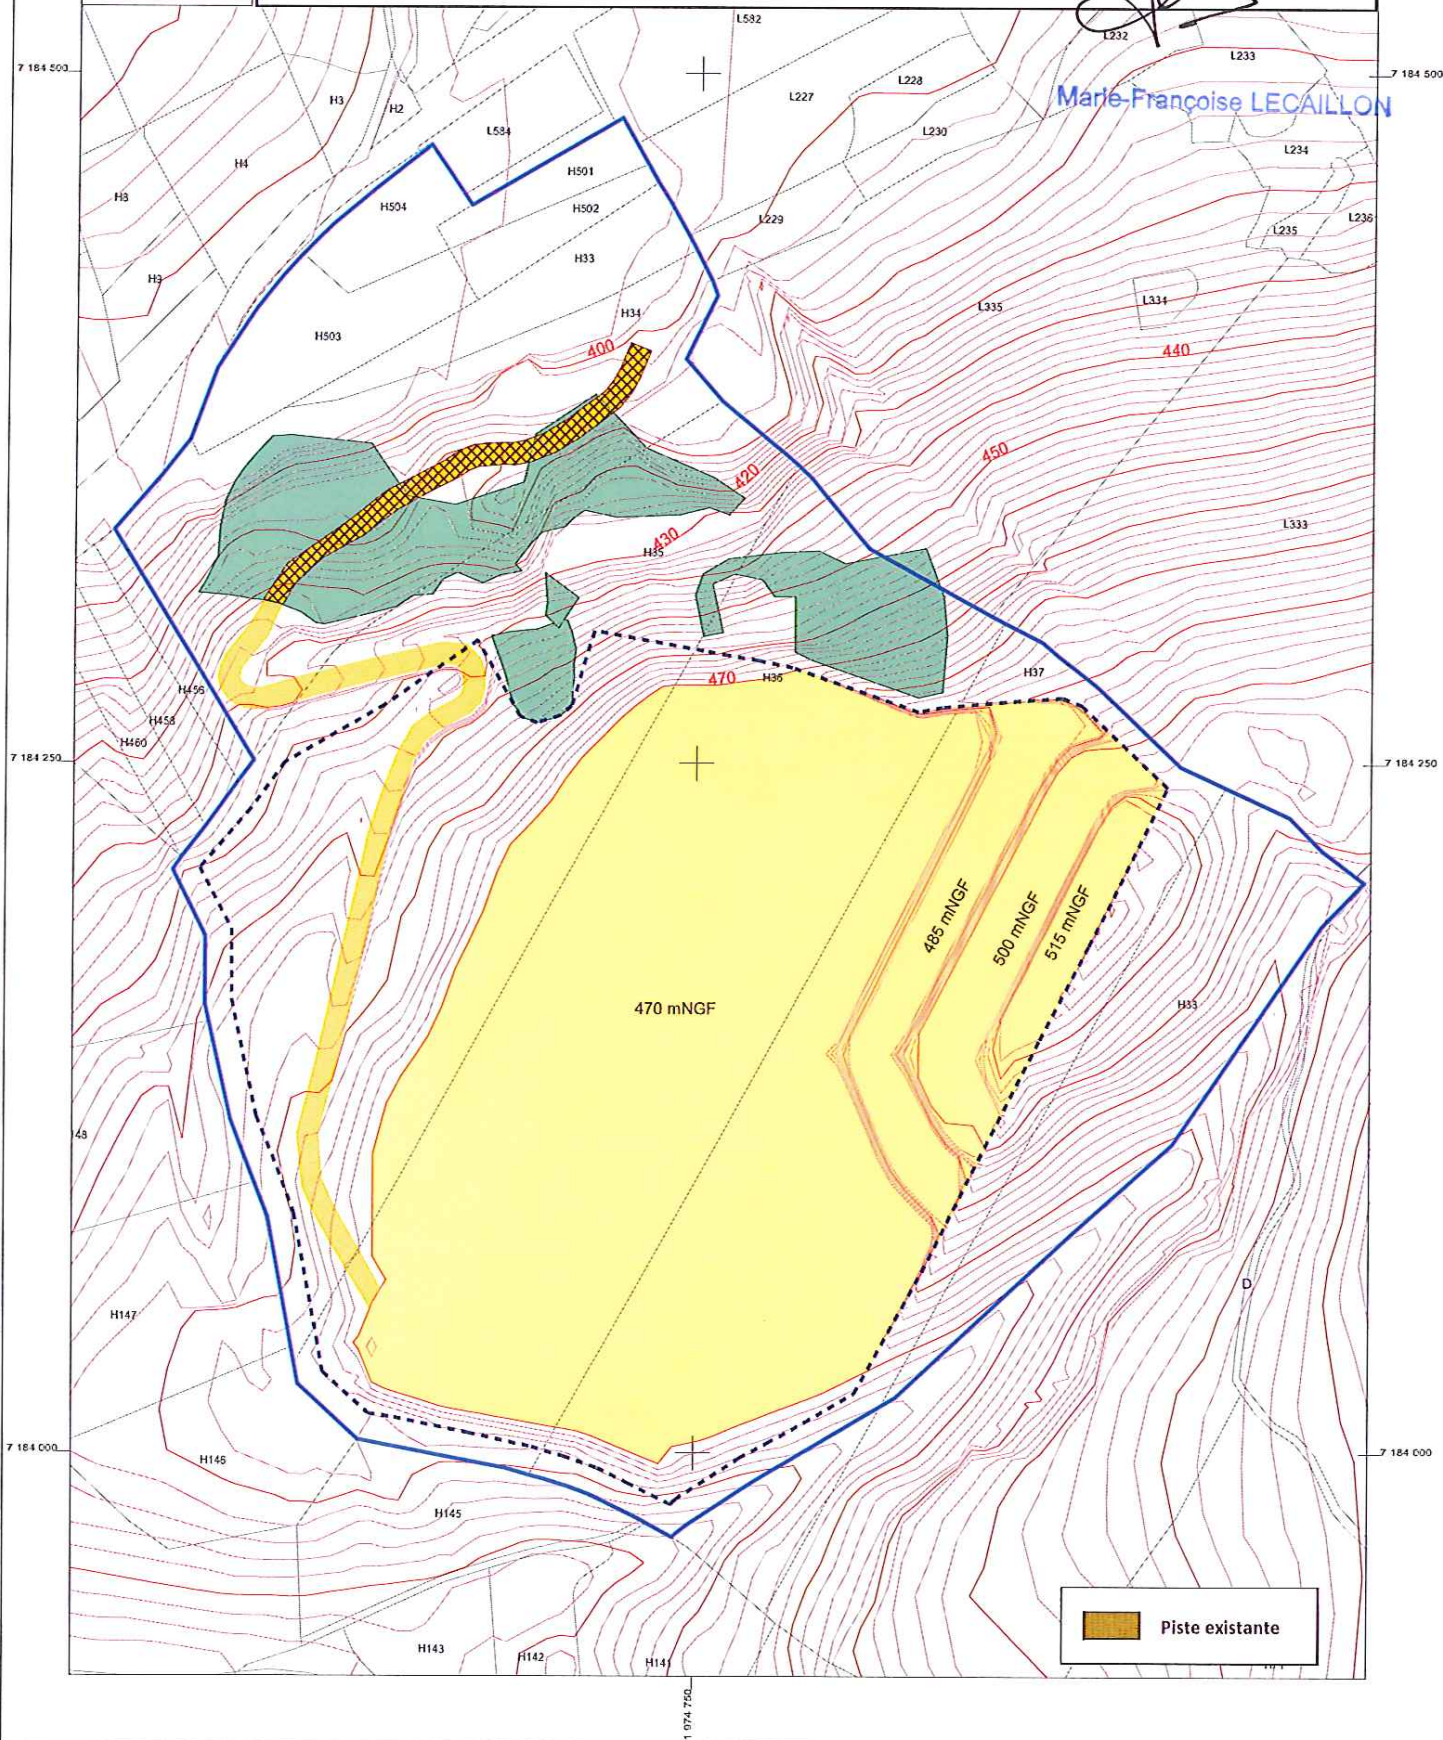 L582
L232
L233
7 184 500
7 184 500
L228
L227
Marie-Françoise LECAILLON
H3
H2
L584
L230
L234
H4
H501
H8
H504
H502
L229
L236
L235
H33
H3
L334
L335
H34
H503
400
440
450
420
L333
430
H35
H37
H36
470
H456
H458
H460
7 184 250
7 184 250
485 mNGF
500 mNGF
515 mNGF
470 mNGF
H33
148
D
H147
7 184 000
7 184 000
H146
H145
Piste existante
H143
H142
H141
1 974 750